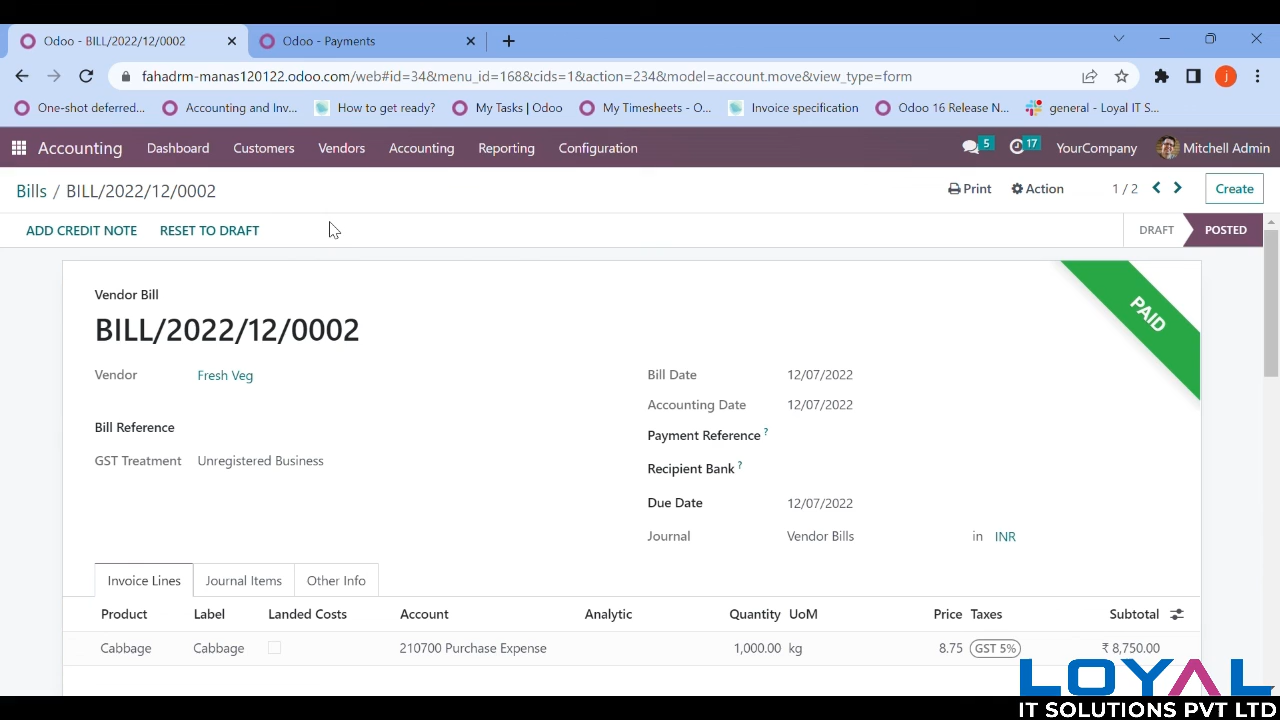 Odoo - BILL/2022/12/0002
Odoo - Payments
fahadrm-manas120122.odoo.com/web#id=34&menu_id=168&cids=1&action=234&model=account.move&view_type=form
j
One-shot deferred...
Accounting and Inv...
How to get ready?
My Tasks | Odoo
My Timesheets - O...
Invoice specification
Odoo 16 Release N...
general - Loyal IT S...
Accounting Dashboard Customers Vendors Accounting Reporting Configuration 5 17 YourCompany Mitchell Admin
Bills / BILL/2022/12/0002 Print Action 1 / 2 Create
ADD CREDIT NOTE RESET TO DRAFT DRAFT POSTED
PAID
Vendor Bill
BILL/2022/12/0002
Vendor Fresh Veg Bill Date 12/07/2022
Accounting Date 12/07/2022
Bill Reference Payment Reference ?
GST Treatment Unregistered Business Recipient Bank ?
Due Date 12/07/2022
Journal Vendor Bills in INR
Invoice Lines Journal Items Other Info
Product Label Landed Costs Account Analytic Quantity UoM Price Taxes Subtotal
Cabbage Cabbage 210700 Purchase Expense 1,000.00 kg 8.75 GST 5% ₹ 8,750.00
LOYAL
IT SOLUTIONS PVT LTD